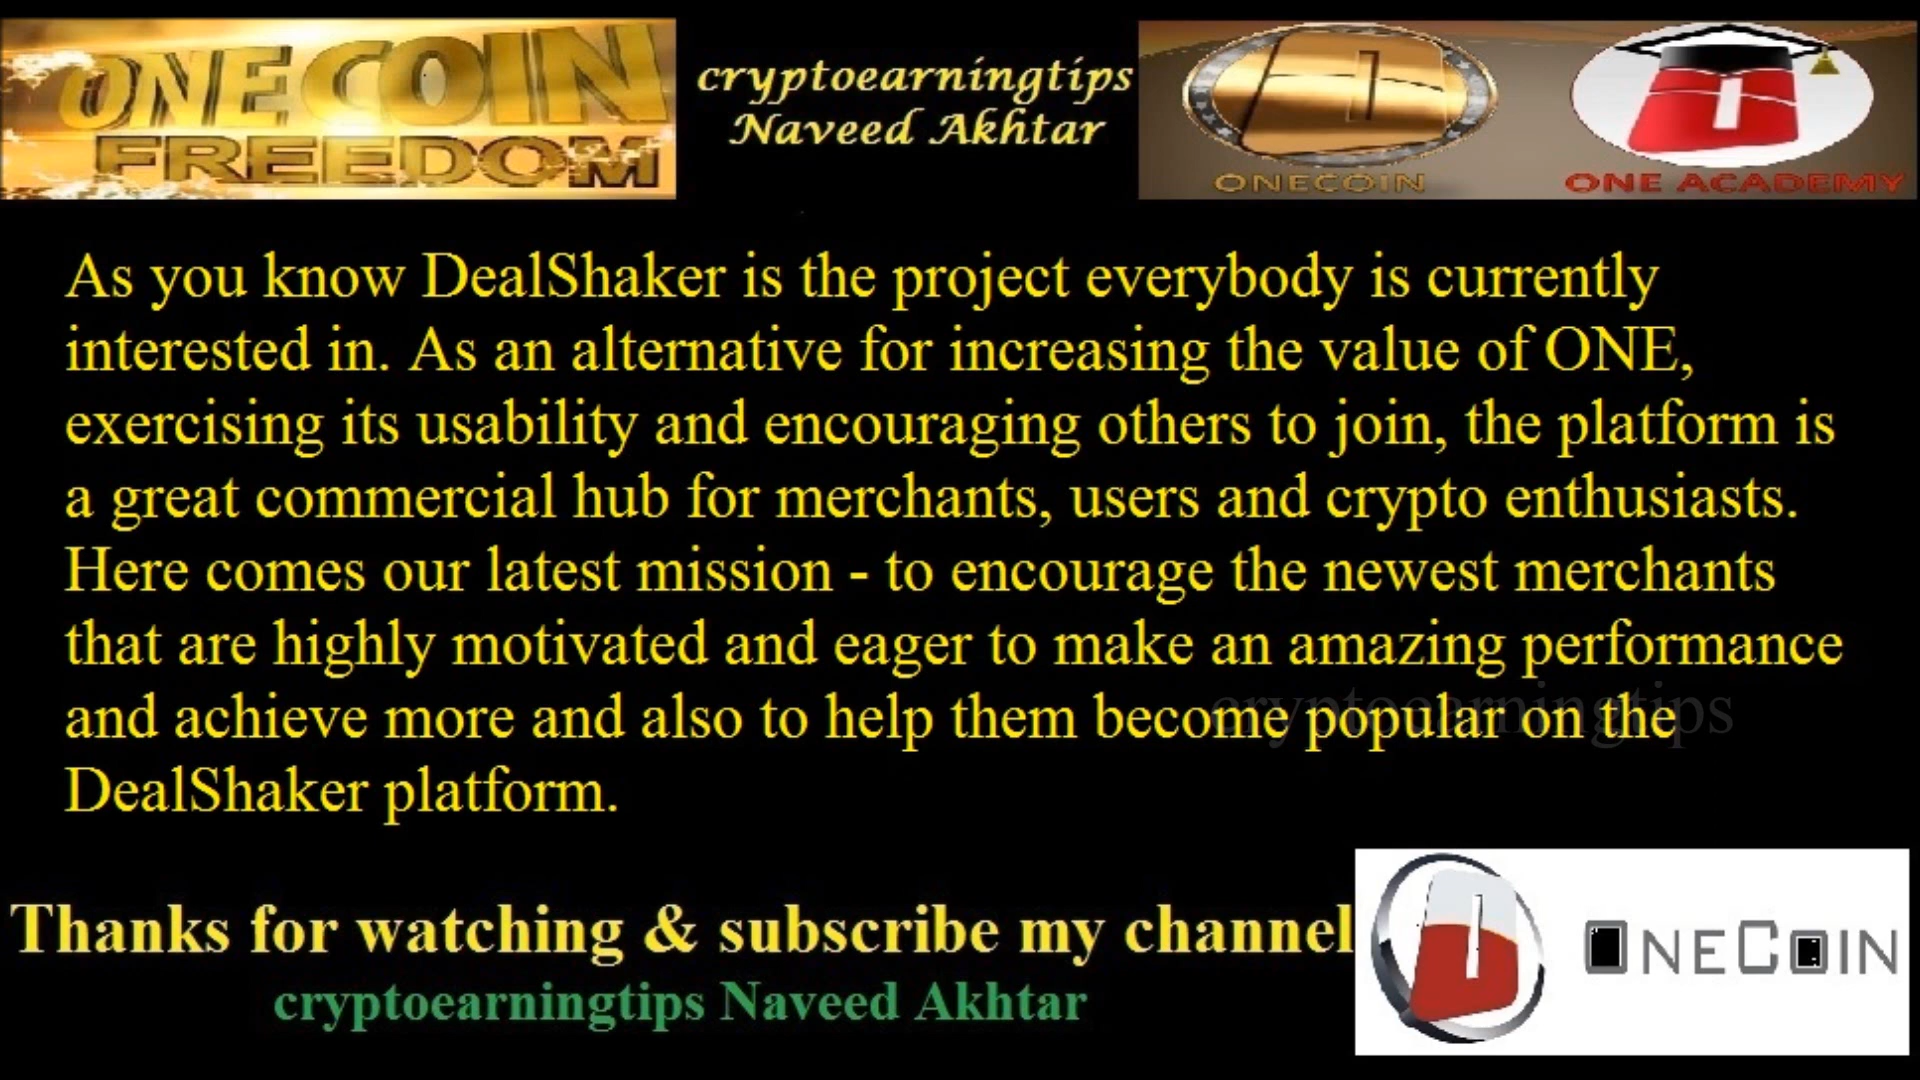 ONE COIN
FREEDOM
cryptoearningtips
Naveed Akhtar
ONECOIN
ONE ACADEMY
As you know DealShaker is the project everybody is currently
interested in. As an alternative for increasing the value of ONE,
exercising its usability and encouraging others to join, the platform is
a great commercial hub for merchants, users and crypto enthusiasts.
Here comes our latest mission - to encourage the newest merchants
that are highly motivated and eager to make an amazing performance
and achieve more and also to help them become popular on the
cryptoearningtips
DealShaker platform.
Thanks for watching & subscribe my channel
cryptoearningtips Naveed Akhtar
ONECOIN